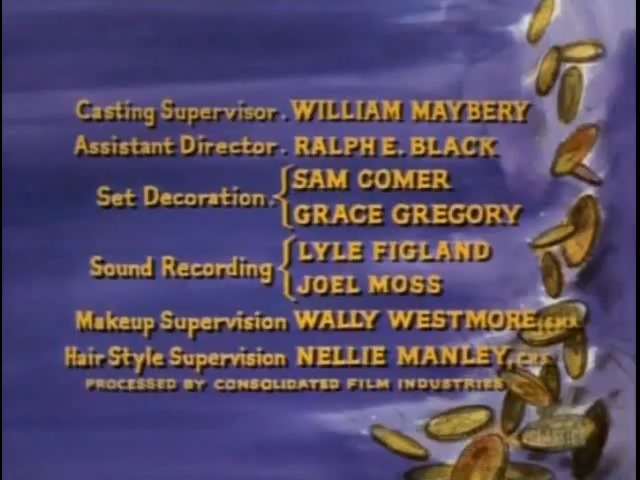 Casting Supervisor. WILLIAM MAYBERY
Assistant Director. RALPH E. BLACK
Set Decoration. { SAM COMER
GRACE GREGORY
Sound Recording { LYLE FIGLAND
JOEL MOSS
Makeup Supervision WALLY WESTMORE,
Hair Style Supervision NELLIE MANLEY,
PROCESSED BY CONSOLIDATED FILM INDUSTRIES